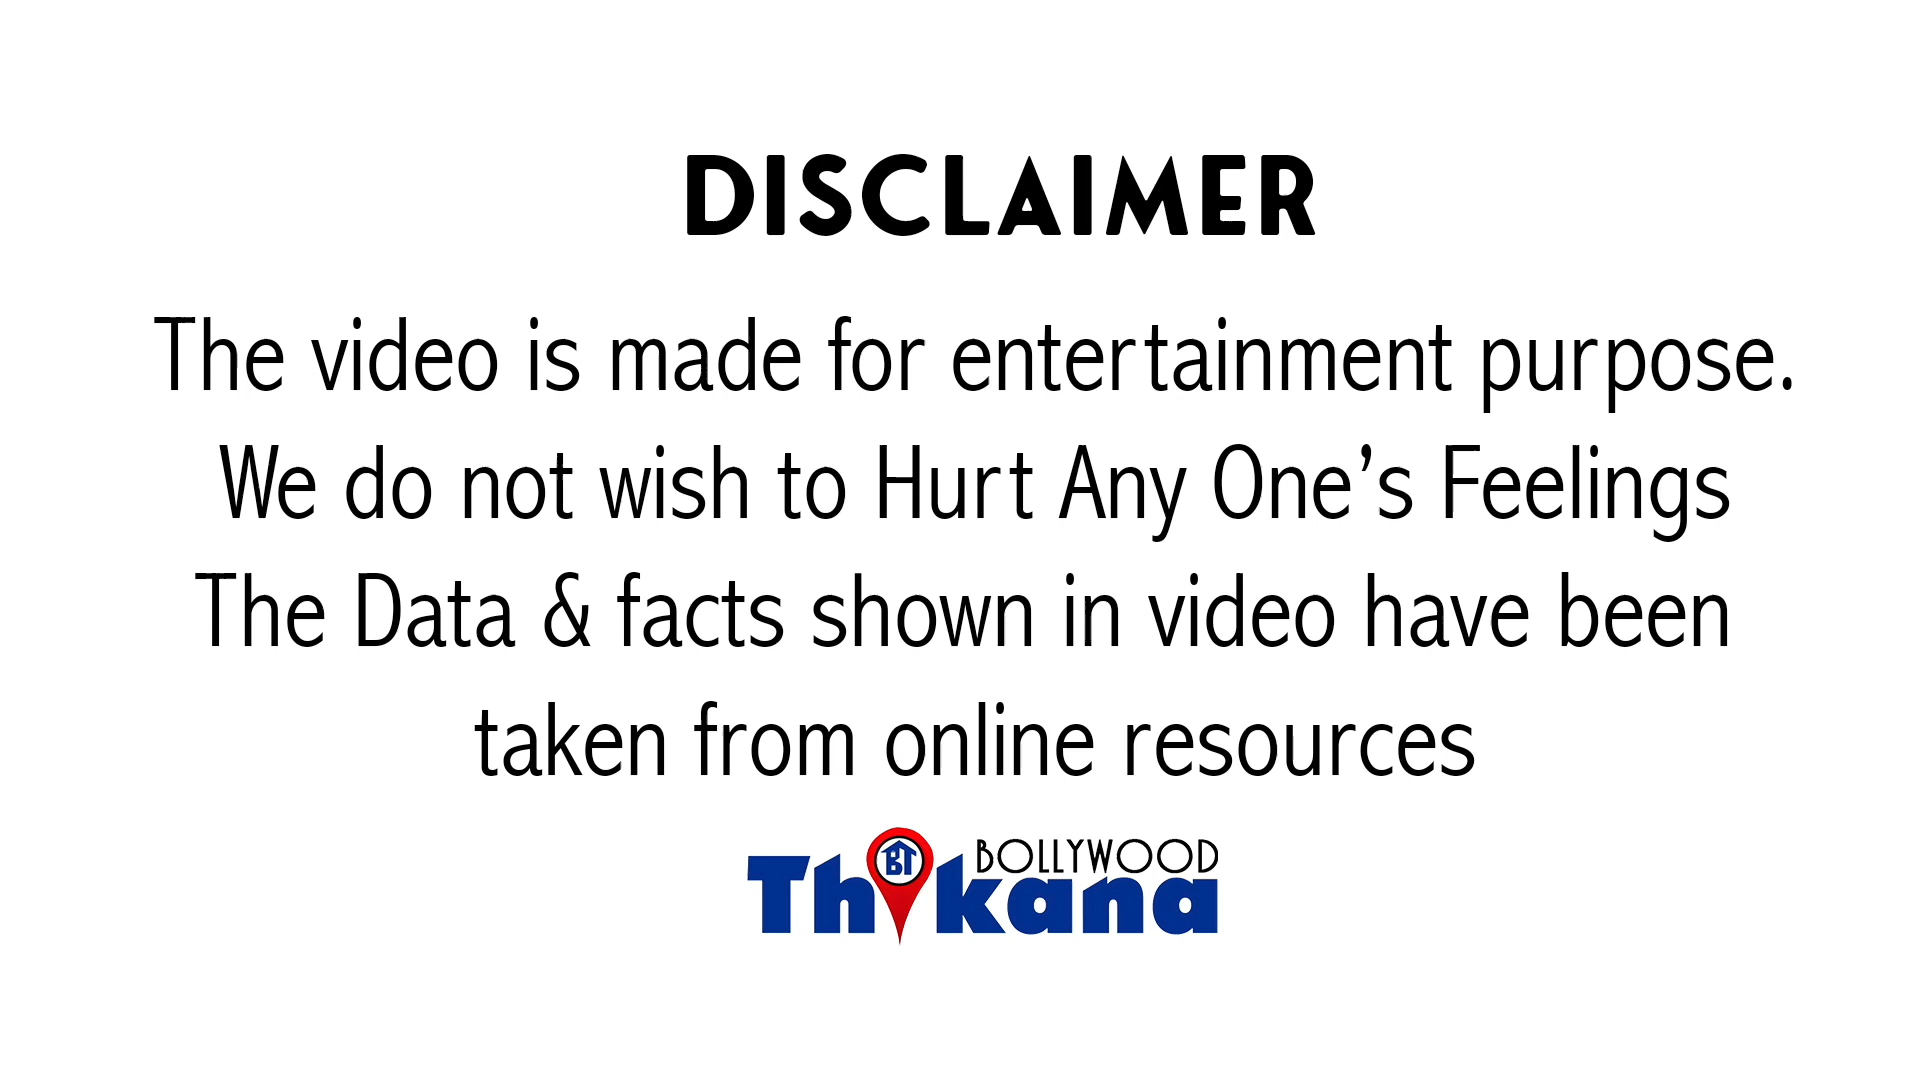 DISCLAIMER
The video is made for entertainment purpose.
We do not wish to Hurt Any One’s Feelings
The Data & facts shown in video have been
taken from online resources
BT
BOLLYWOOD
Thikana